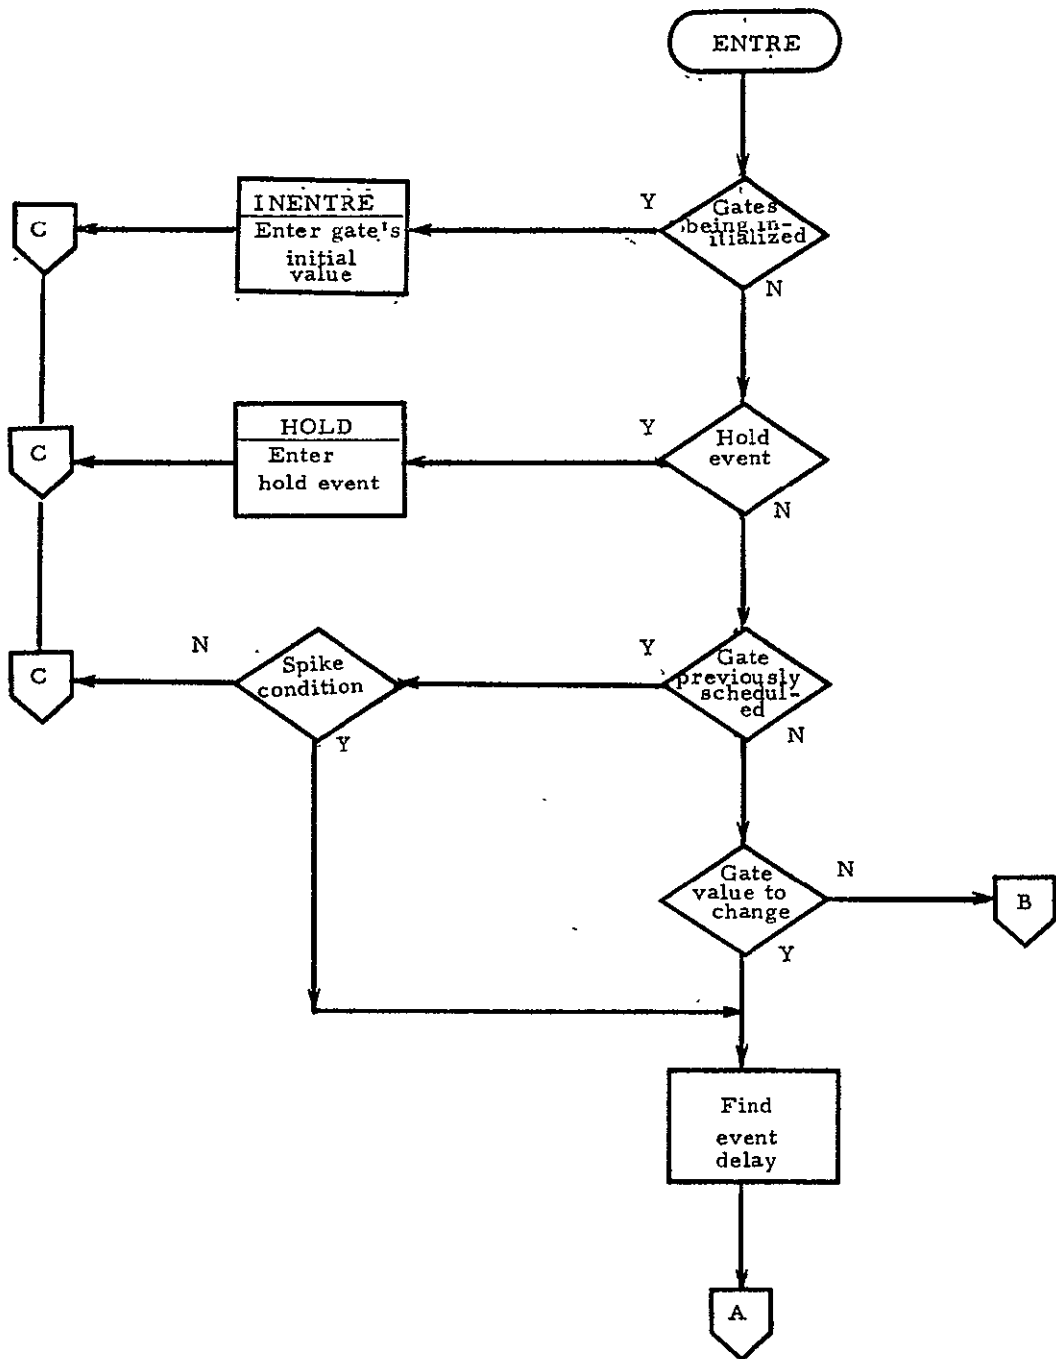 ENTRE
Y
Gates
being in-
itialized
N
INENTRE
Enter gate's
initial
value
C
Y
Hold
event
N
HOLD
Enter
hold event
C
Y
Gate
previously
schedul-
ed
N
N
Spike
condition
Y
C
Gate
value to
change
N
B
Y
Find
event
delay
A